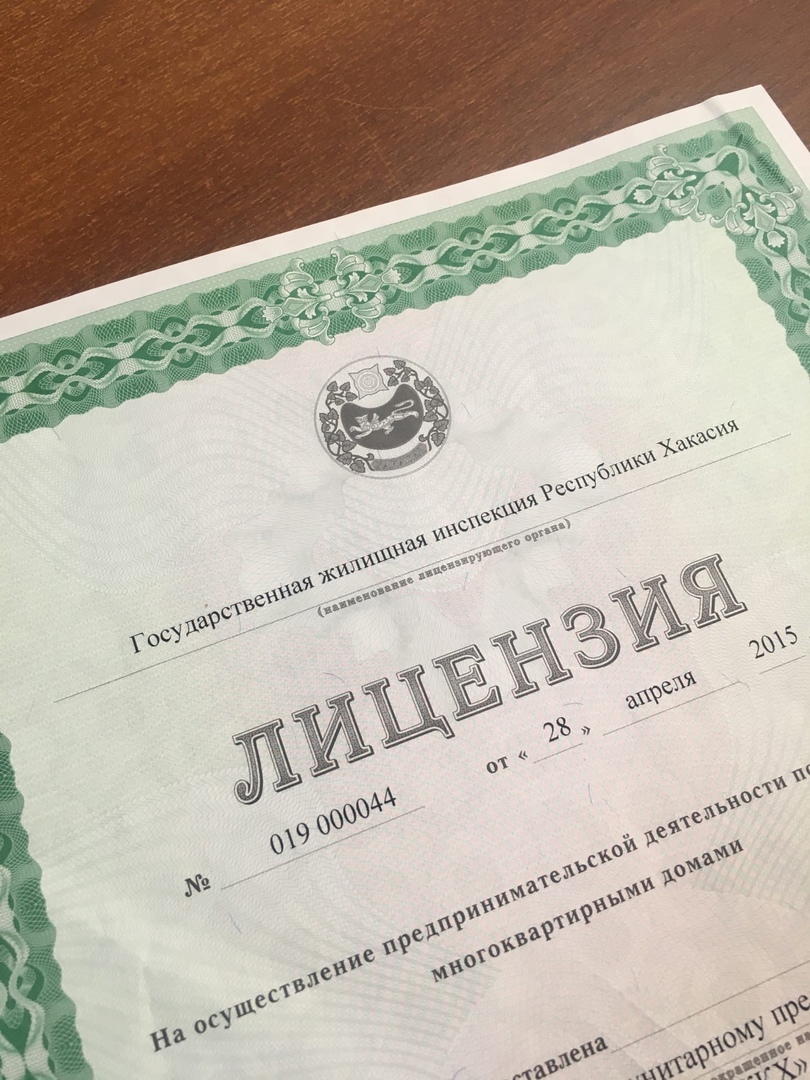 Государственная жилищная инспекция Республики Хакасия
(наименование лицензирующего органа)
ЛИЦЕНЗИЯ
№ 019 000044 от « 28 » апреля 2015
На осуществление предпринимательской деятельности по
многоквартирными домами